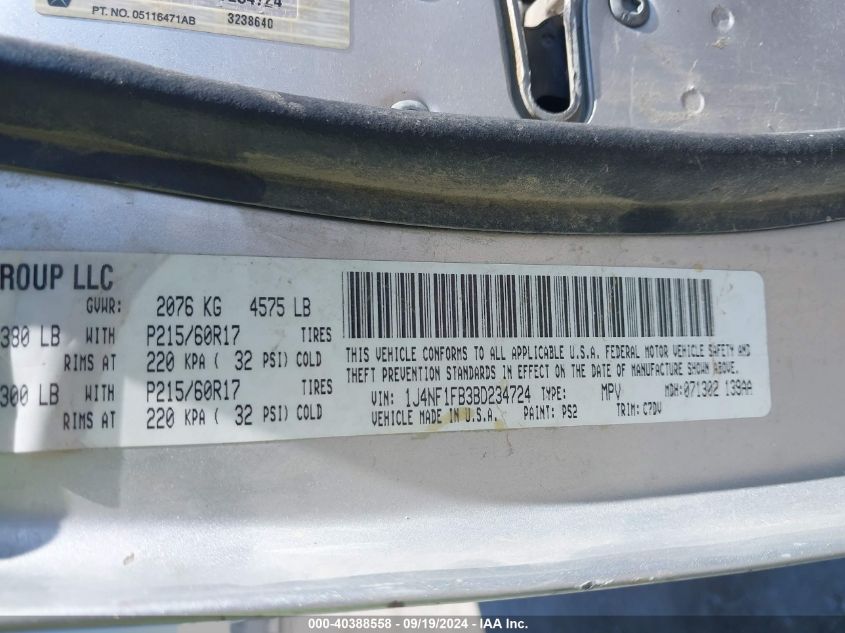 PT. NO. 05116471AB 3238640
ROUP LLC
GVWR: 2076 KG 4575 LB
380 LB WITH P215/60R17 TIRES
RIMS AT 220 KPA ( 32 PSI) COLD
300 LB WITH P215/60R17 TIRES
RIMS AT 220 KPA ( 32 PSI) COLD
THIS VEHICLE CONFORMS TO ALL APPLICABLE U.S.A. FEDERAL MOTOR VEHICLE SAFETY AND
THEFT PREVENTION STANDARDS IN EFFECT ON THE DATE OF MANUFACTURE SHOWN ABOVE.
VIN: 1J4NF1FB3BD234724 TYPE: MPV MDH: 071302 139AA
VEHICLE MADE IN U.S.A. PAINT: PS2 TRIM: C7DV
000-40388558 - 09/19/2024 - IAA Inc.